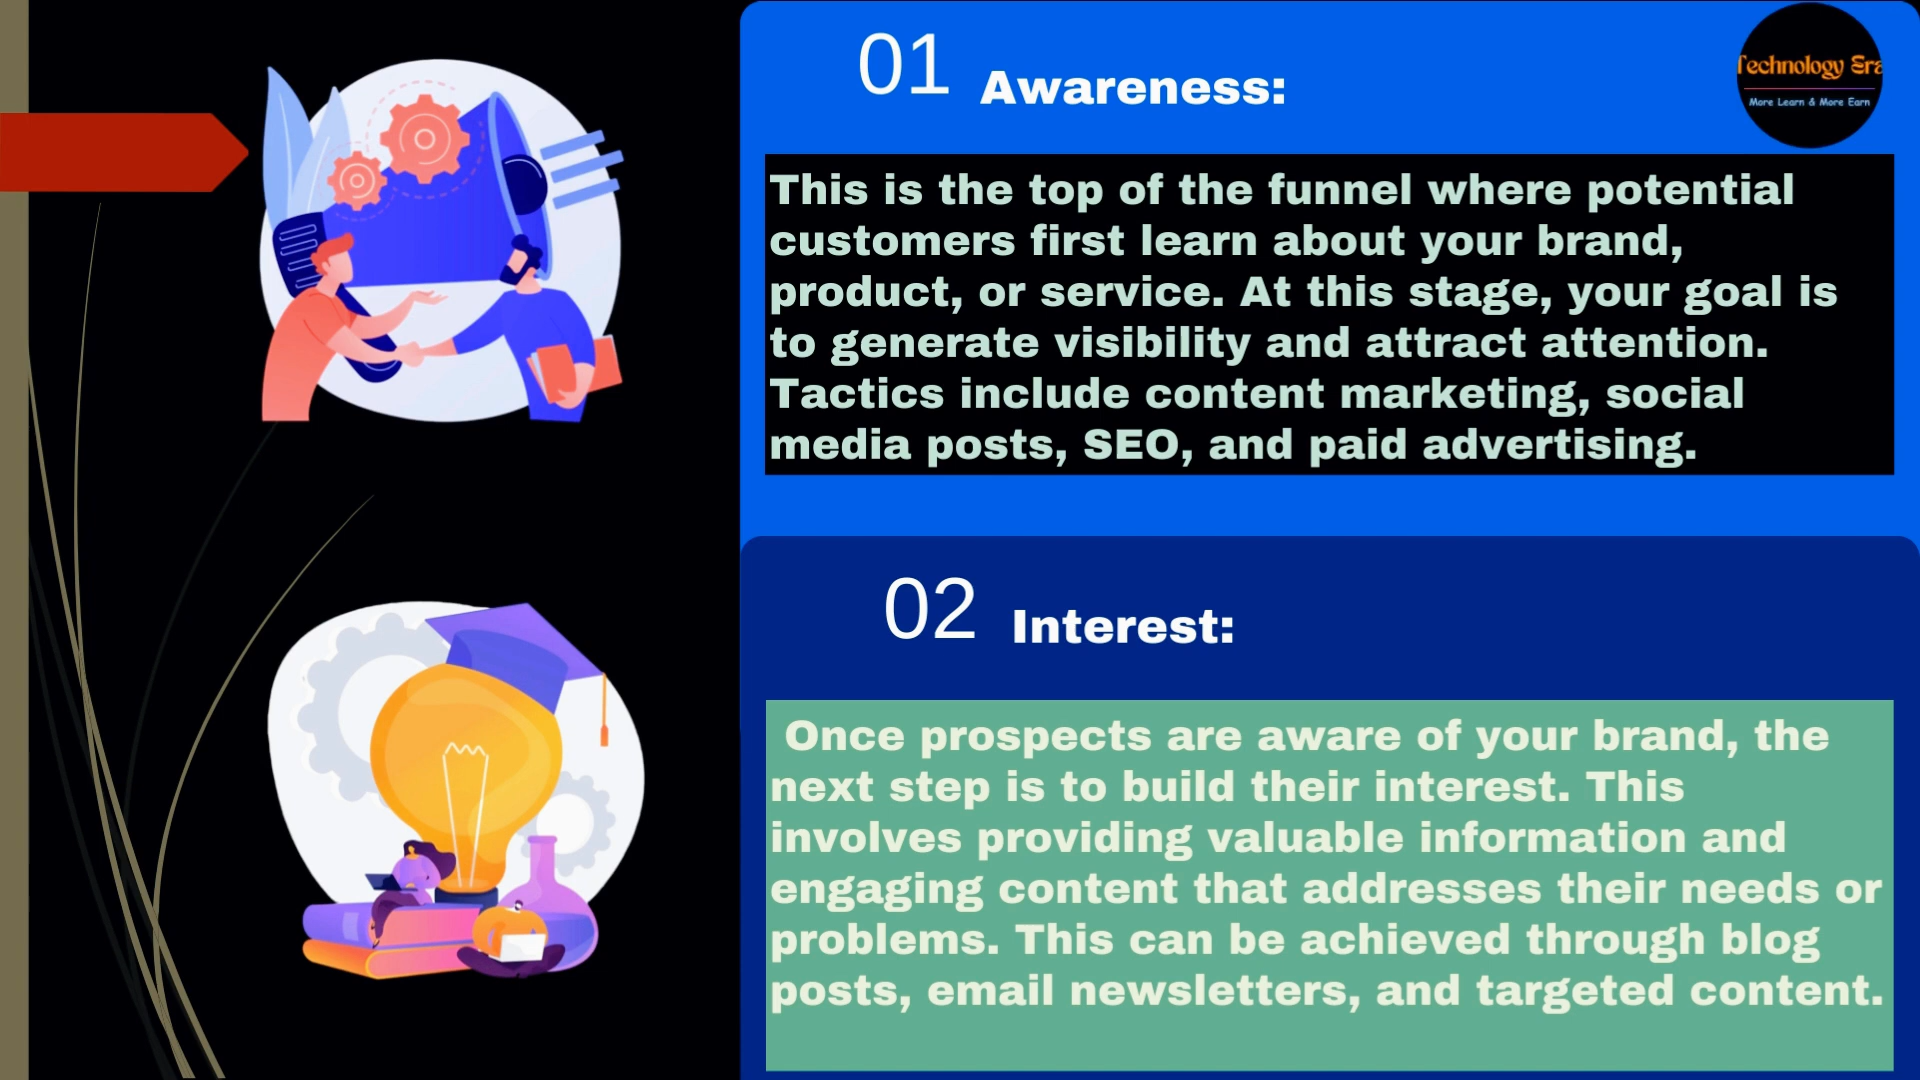 01 Awareness:
Technology Era
More Learn & More Earn
This is the top of the funnel where potential
customers first learn about your brand,
product, or service. At this stage, your goal is
to generate visibility and attract attention.
Tactics include content marketing, social
media posts, SEO, and paid advertising.
02 Interest:
Once prospects are aware of your brand, the
next step is to build their interest. This
involves providing valuable information and
engaging content that addresses their needs or
problems. This can be achieved through blog
posts, email newsletters, and targeted content.